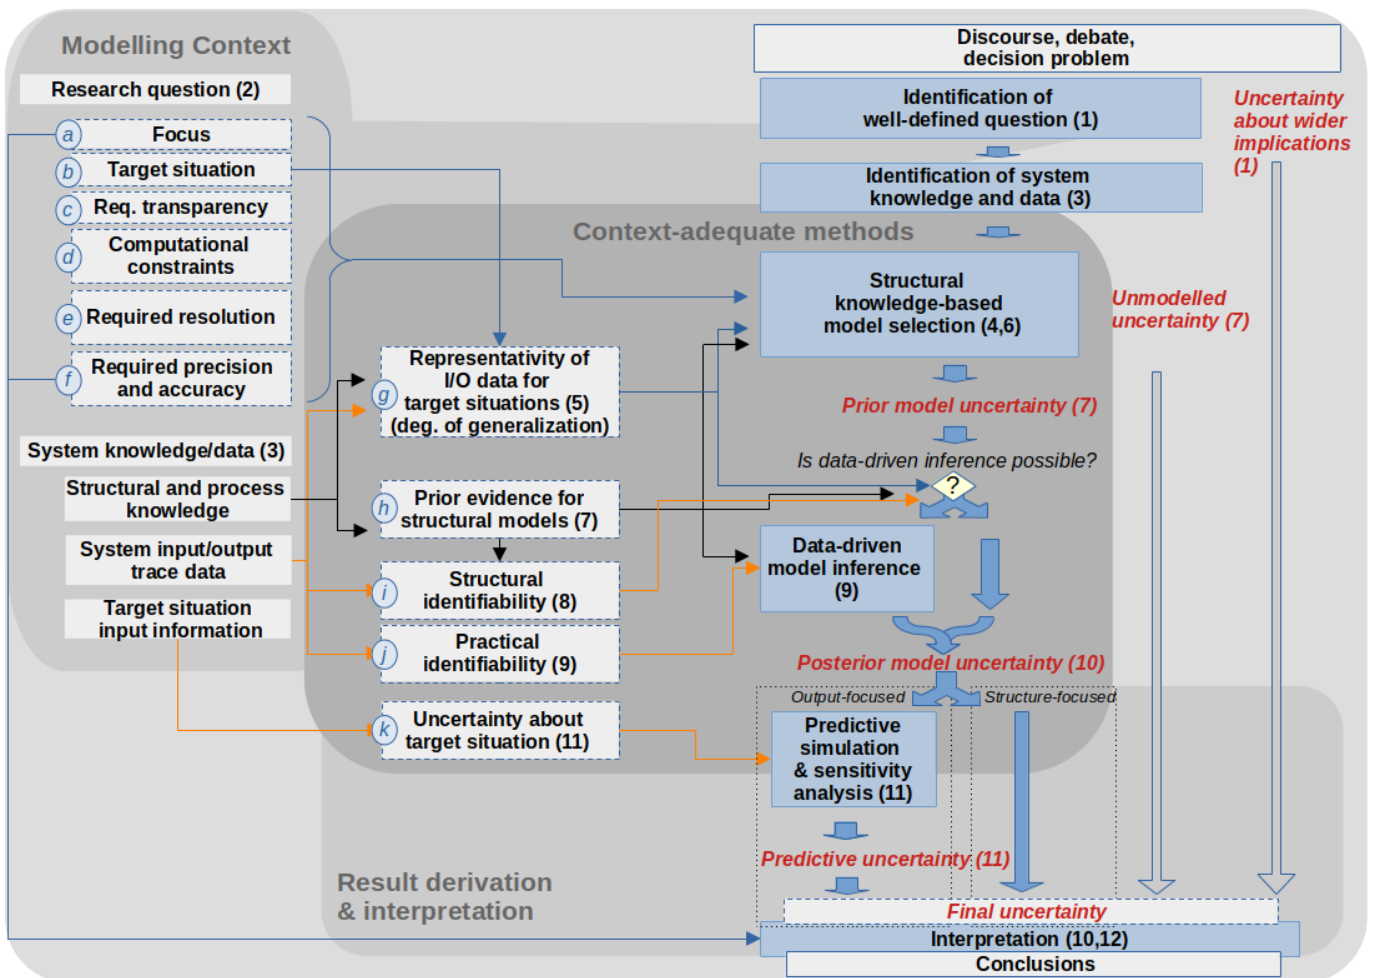 Modelling Context
Research question (2)
a
Focus
b
Target situation
c
Req. transparency
d
Computational
constraints
e
Required resolution
f
Required precision
and accuracy
System knowledge/data (3)
Structural and process
knowledge
System input/output
trace data
Target situation
input information
Context-adequate methods
g
Representativity of
I/O data for
target situations (5)
(deg. of generalization)
h
Prior evidence for
structural models (7)
i
Structural
identifiability (8)
j
Practical
identifiability (9)
k
Uncertainty about
target situation (11)
Discourse, debate,
decision problem
Identification of
well-defined question (1)
Identification of system
knowledge and data (3)
Structural
knowledge-based
model selection (4,6)
Prior model uncertainty (7)
Is data-driven inference possible?
?
Data-driven
model inference
(9)
Posterior model uncertainty (10)
Output-focused
Structure-focused
Predictive
simulation
& sensitivity
analysis (11)
Predictive uncertainty (11)
Uncertainty
about wider
implications
(1)
Unmodelled
uncertainty (7)
Result derivation
& interpretation
Final uncertainty
Interpretation (10,12)
Conclusions